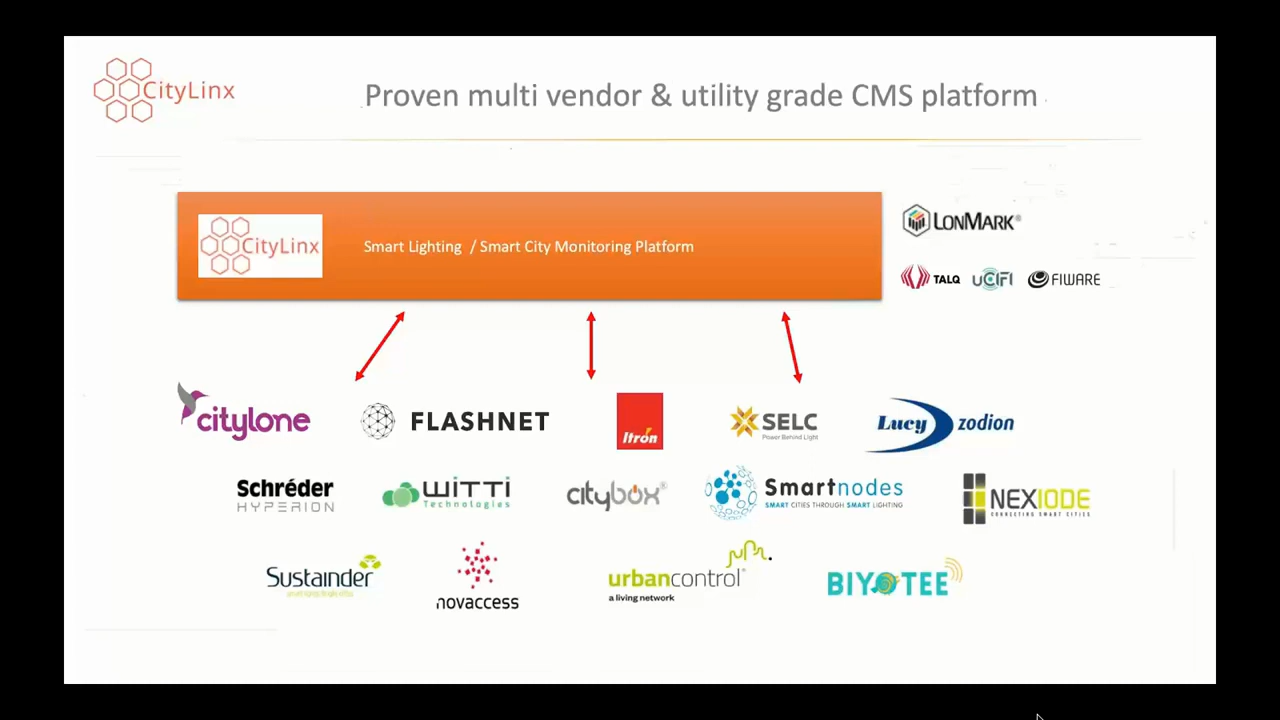 CityLinx
Proven multi vendor & utility grade CMS platform
CityLinx
Smart Lighting / Smart City Monitoring Platform
LONMARK®
TALQ uCIFI FIWARE
citylone
FLASHNET
Itron
SELC
Power Behind Light
Lucy zodion
Schréder
HYPERION
WiTTi
Technologies
citybox®
Smartnodes
SMART CITIES THROUGH SMART LIGHTING
NEXIODE
CONNECTING SMART CITIES
Sustainder
novaccess
urbancontrol
a living network
BIYOTEE